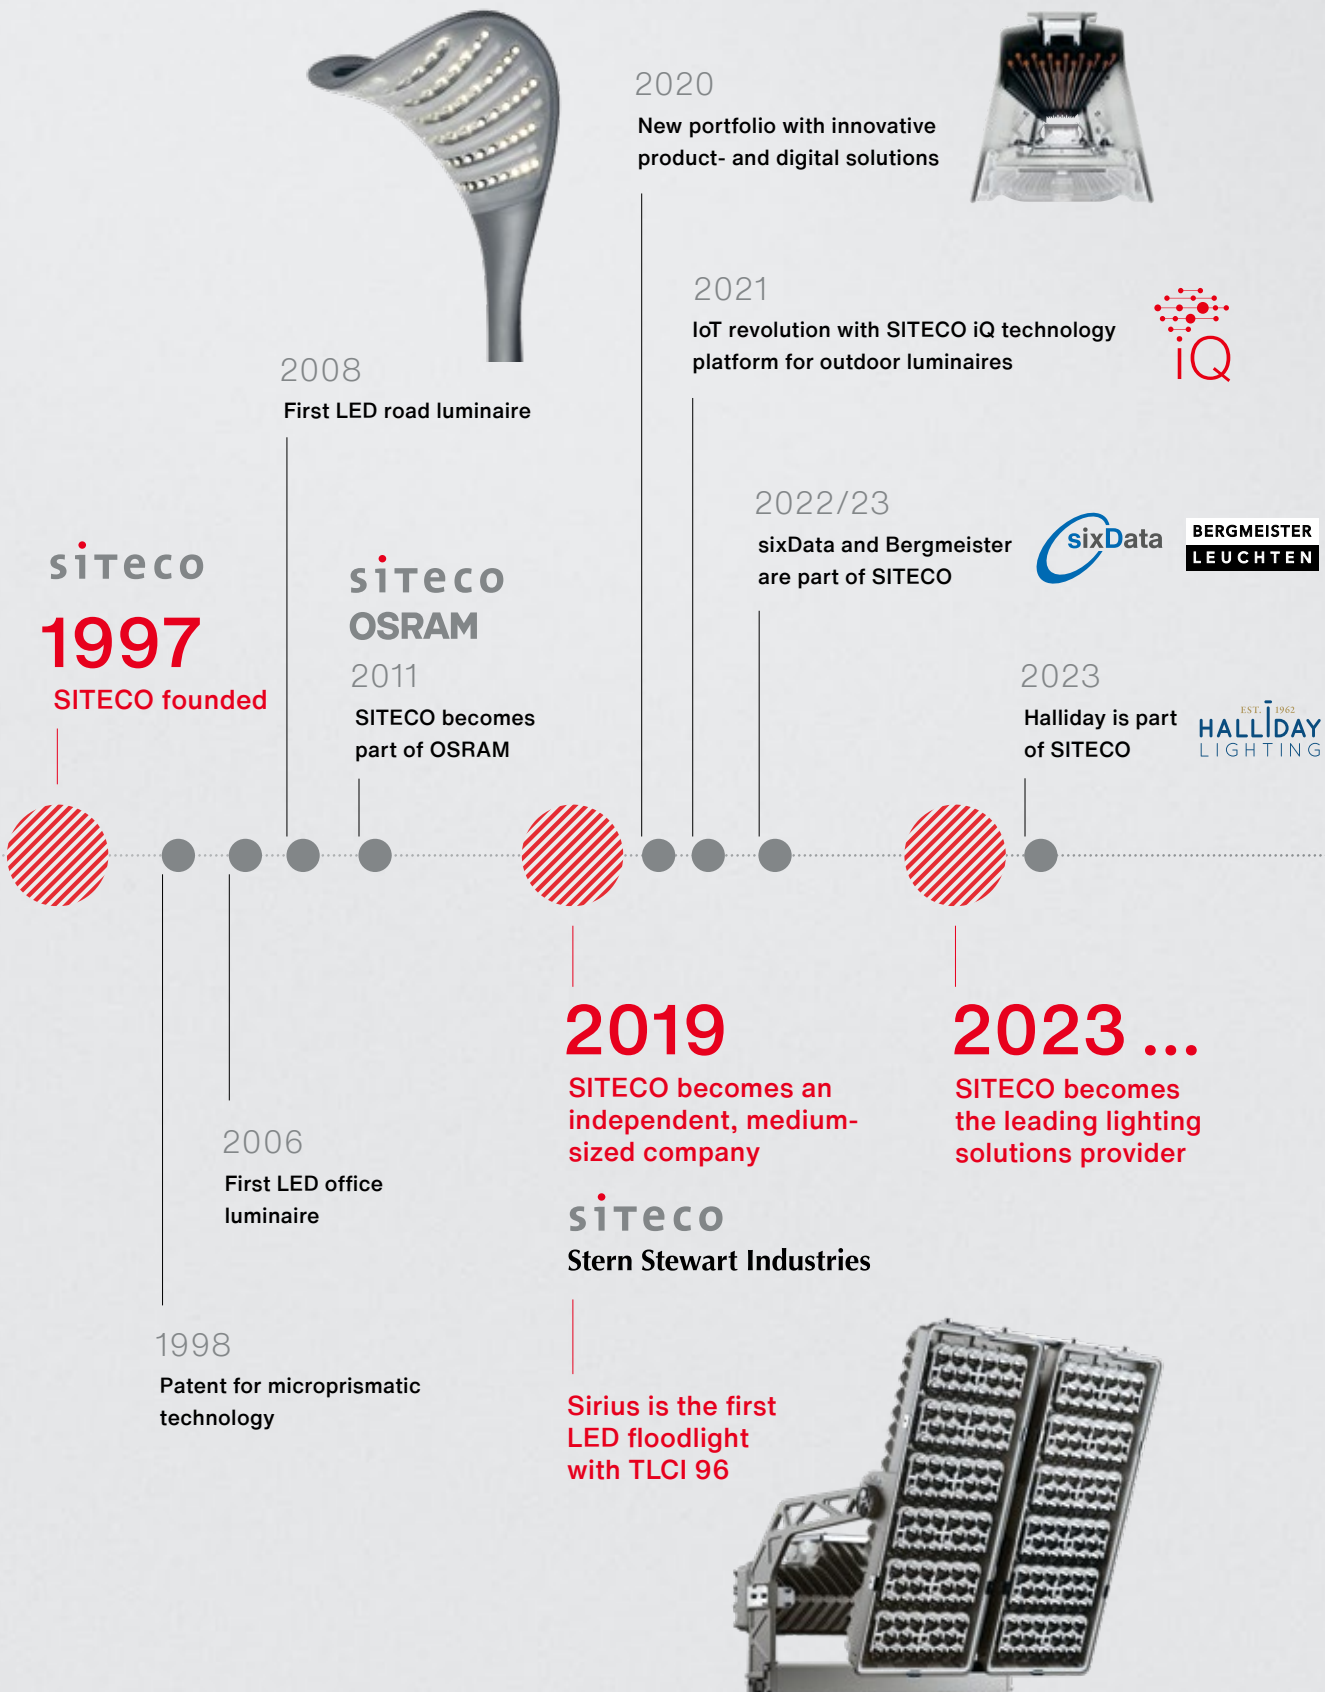 2020
New portfolio with innovative
product- and digital solutions
2021
IoT revolution with SITECO iQ technology
platform for outdoor luminaires
iQ
2008
First LED road luminaire
2022/23
sixData and Bergmeister
are part of SITECO
sixData
BERGMEISTER
LEUCHTEN
siteco
1997
SITECO founded
siteco
OSRAM
2011
SITECO becomes
part of OSRAM
2023
Halliday is part
of SITECO
EST. 1962
HALLIDAY
LIGHTING
2019
SITECO becomes an
independent, medium-
sized company
siteco
Stern Stewart Industries
Sirius is the first
LED floodlight
with TLCI 96
2023 ...
SITECO becomes
the leading lighting
solutions provider
2006
First LED office
luminaire
1998
Patent for microprismatic
technology